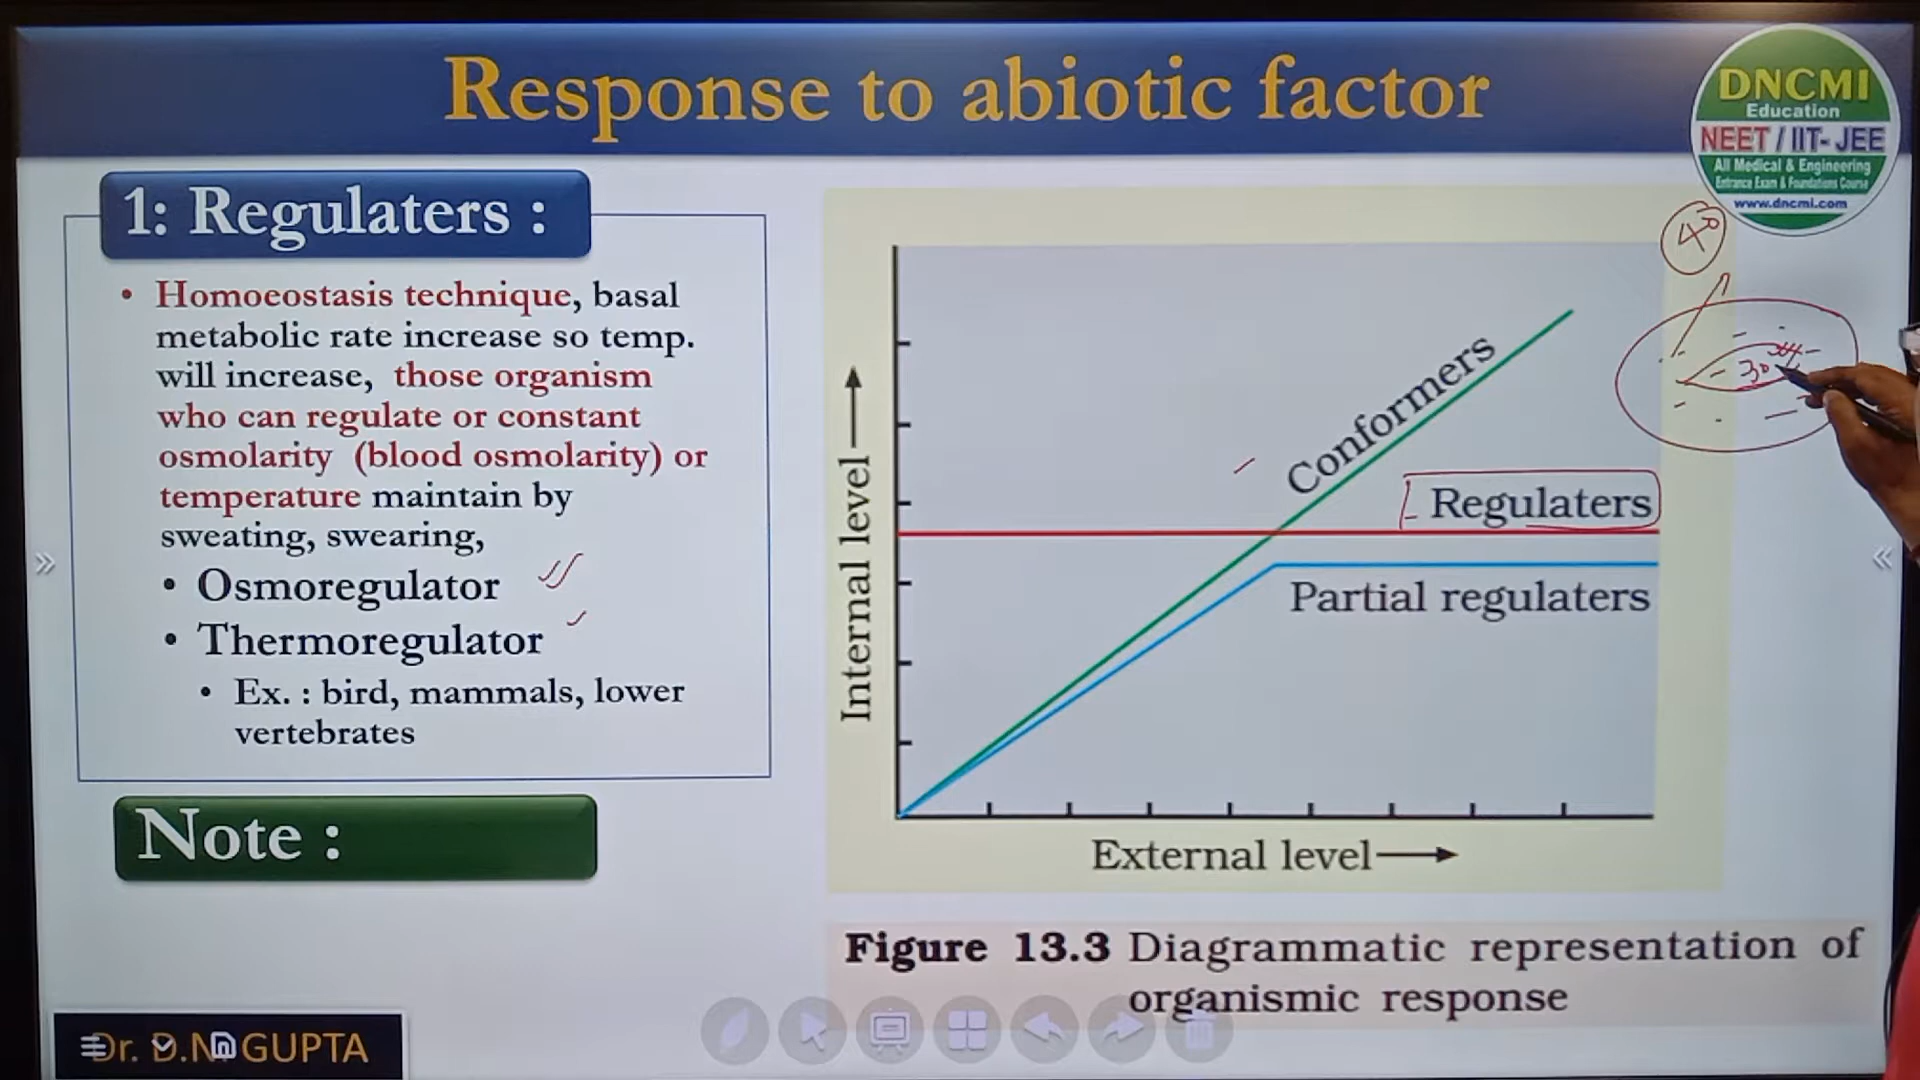 Response to abiotic factor
DNCMI
Education
NEET / IIT-JEE
All Medical & Engineering
Entrance Exam & Foundations Course
www.dncmi.com
1: Regulaters :
• Homoeostasis technique, basal
metabolic rate increase so temp.
will increase, those organism
who can regulate or constant
osmolarity (blood osmolarity) or
temperature maintain by
sweating, swearing,
• Osmoregulator
• Thermoregulator
• Ex. : bird, mammals, lower
vertebrates
Note :
40
30
Internal level
Conformers
Regulaters
Partial regulaters
External level
Figure 13.3 Diagrammatic representation of
organismic response
Dr. D.N. GUPTA